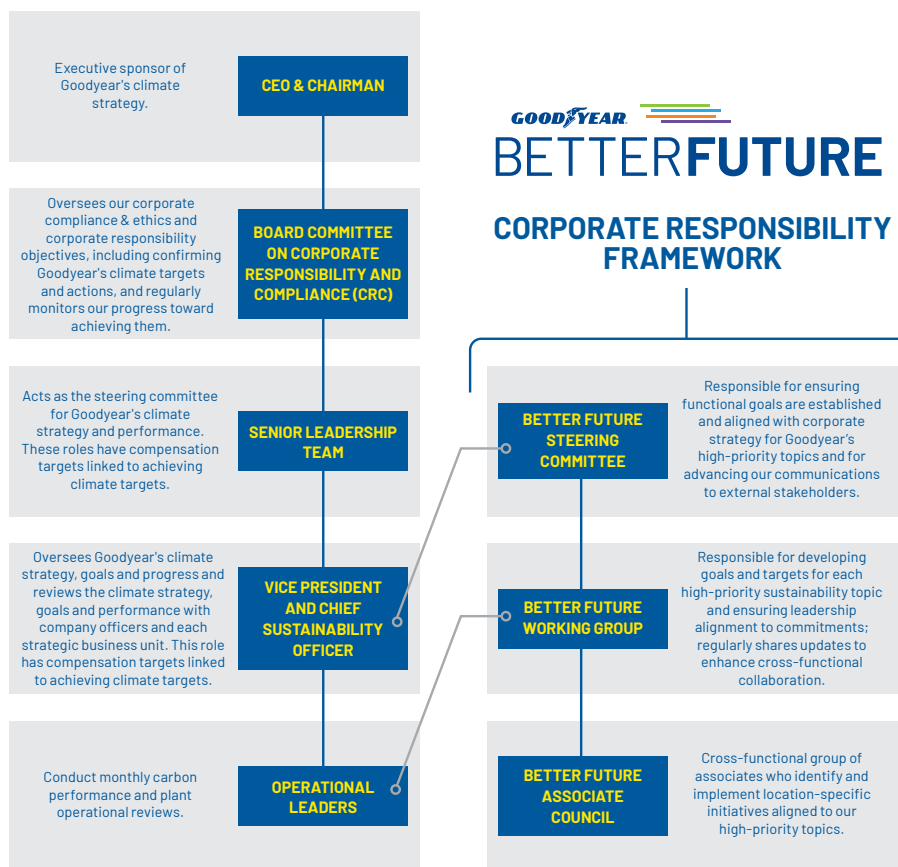 Executive sponsor of
Goodyear's climate
strategy.
CEO & CHAIRMAN
Oversees our corporate
compliance & ethics and
corporate responsibility
objectives, including confirming
Goodyear's climate targets
and actions, and regularly
monitors our progress toward
achieving them.
BOARD COMMITTEE
ON CORPORATE
RESPONSIBILITY AND
COMPLIANCE (CRC)
Acts as the steering committee
for Goodyear's climate
strategy and performance.
These roles have compensation
targets linked to achieving
climate targets.
SENIOR LEADERSHIP
TEAM
Oversees Goodyear's climate
strategy, goals and progress and
reviews the climate strategy,
goals and performance with
company officers and each
strategic business unit. This role
has compensation targets linked
to achieving climate targets.
VICE PRESIDENT
AND CHIEF
SUSTAINABILITY
OFFICER
Conduct monthly carbon
performance and plant
operational reviews.
OPERATIONAL
LEADERS
GOODYEAR
BETTERFUTURE
CORPORATE RESPONSIBILITY
FRAMEWORK
BETTER FUTURE
STEERING
COMMITTEE
Responsible for ensuring
functional goals are established
and aligned with corporate
strategy for Goodyear’s
high-priority topics and for
advancing our communications
to external stakeholders.
BETTER FUTURE
WORKING GROUP
Responsible for developing
goals and targets for each
high-priority sustainability topic
and ensuring leadership
alignment to commitments;
regularly shares updates to
enhance cross-functional
collaboration.
BETTER FUTURE
ASSOCIATE
COUNCIL
Cross-functional group of
associates who identify and
implement location-specific
initiatives aligned to our
high-priority topics.